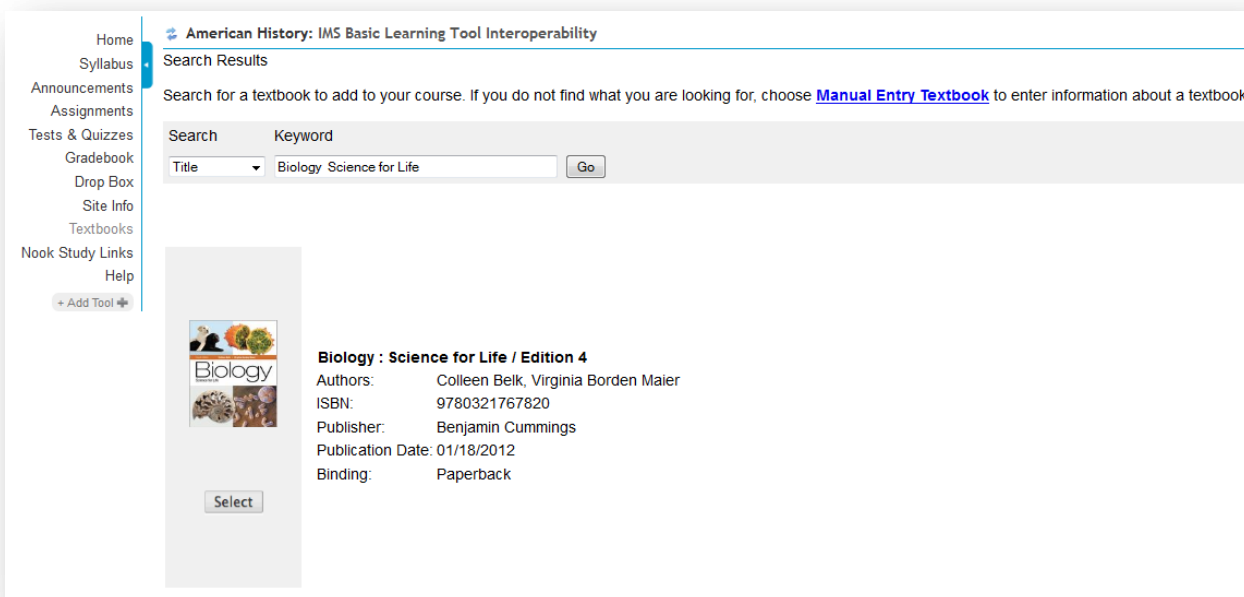 Home
Syllabus
Announcements
Assignments
Tests & Quizzes
Gradebook
Drop Box
Site Info
Textbooks
Nook Study Links
Help
+ Add Tool
American History: IMS Basic Learning Tool Interoperability
Search Results
Search for a textbook to add to your course. If you do not find what you are looking for, choose Manual Entry Textbook to enter information about a textbook
Search Keyword
Title Biology Science for Life Go
Biology
Science for Life
Select
Biology : Science for Life / Edition 4
Authors: Colleen Belk, Virginia Borden Maier
ISBN: 9780321767820
Publisher: Benjamin Cummings
Publication Date: 01/18/2012
Binding: Paperback